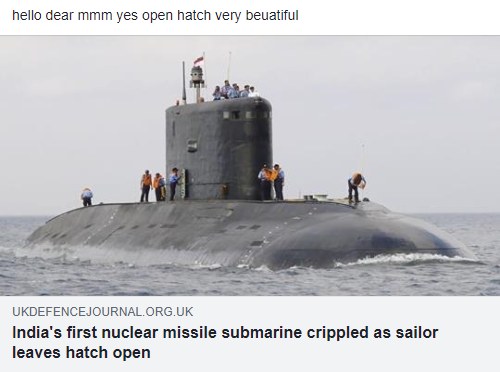 hello dear mmm yes open hatch very beuatiful
UKDEFENCEJOURNAL.ORG.UK
India's first nuclear missile submarine crippled as sailor
leaves hatch open